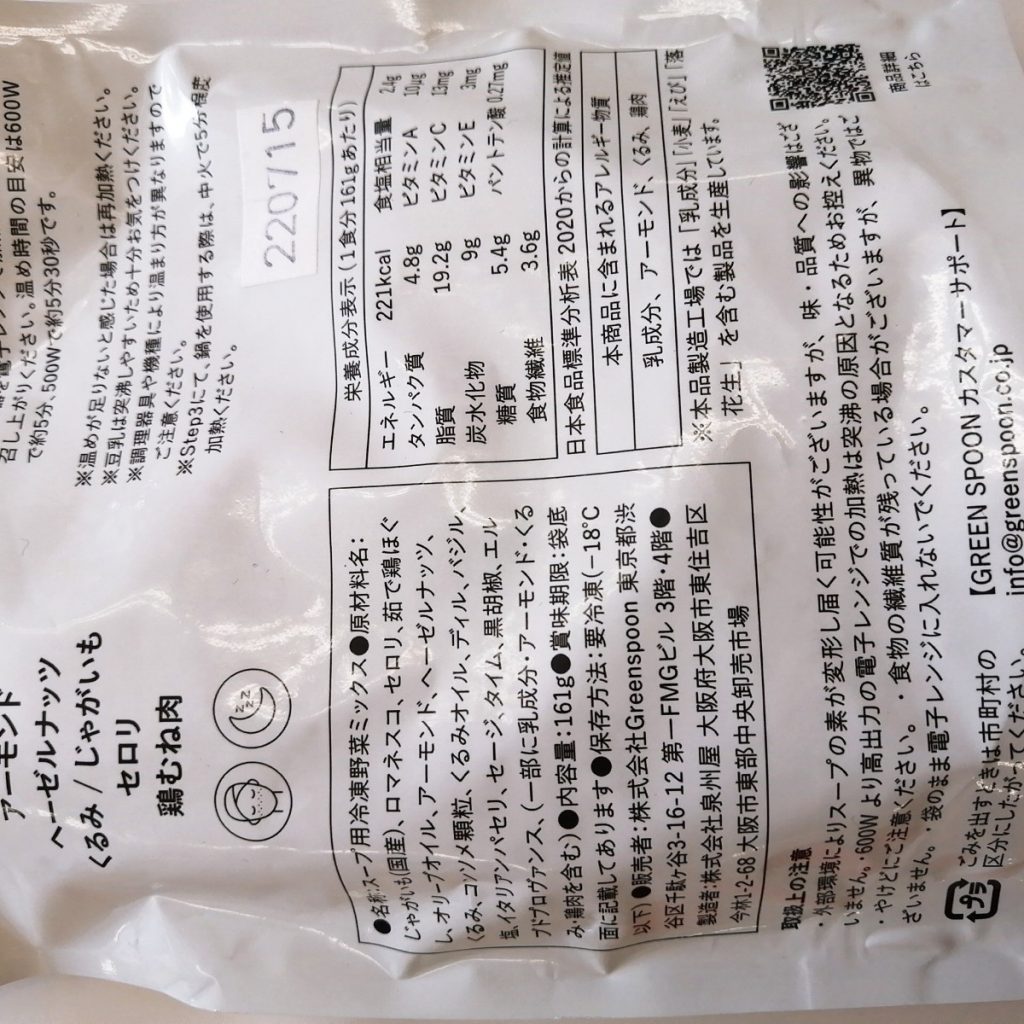 アーモンド
ヘーゼルナッツ
くるみ / じゃがいも
セロリ
鶏むね肉
召し上がりください。温め時間の目安は600W
で約5分、500Wで約5分30秒です。
※温めが足りないと感じた場合は再加熱ください。
※豆乳は突沸しやすいため十分お気をつけください。
※調理器具や機種により温まり方が異なりますので
ご注意ください。
※Step3にて、鍋を使用する際は、中火で5分程度
加熱ください。
220715
●名称:スープ用冷凍野菜ミックス●原材料名:
じゃがいも(国産)、ロマネスコ、セロリ、茹で鶏ほぐ
し、オリーブオイル、アーモンド、ヘーゼルナッツ、
くるみ、コンソメ顆粒、くるみオイル、ディル、バジル、
塩、イタリアンパセリ、セージ、タイム、黒胡椒、エル
ブドプロヴァンス、(一部に乳成分・アーモンド・くる
み・鶏肉を含む)●内容量:161g●賞味期限:袋底
面に記載してあります●保存方法:要冷凍(-18℃
以下)●販売者:株式会社Greenspoon 東京都渋
谷区千駄ヶ谷3-16-12 第一FMGビル 3階・4階●
製造者:株式会社泉州屋 大阪府大阪市東住吉区
今林1-2-68 大阪市東部中央卸売市場
栄養成分表示(1食分161gあたり)
エネルギー 221kcal 食塩相当量 2.4g
タンパク質 4.8g ビタミンA 10μg
脂質 19.2g ビタミンC 13mg
炭水化物 9g ビタミンE 3mg
糖質 5.4g パントテン酸 0.27mg
食物繊維 3.6g
日本食品標準分析表 2020からの計算による推定値
本商品に含まれるアレルギー物質
乳成分、アーモンド、くるみ、鶏肉
※本品製造工場では「乳成分」「小麦」「えび」「落
花生」を含む製品を生産しています。
取扱上の注意
・外部環境によりスープの素が変形し届く可能性がございますが、味・品質への影響はござ
いません。・600Wより高出力の電子レンジでの加熱は突沸の原因となるためお控えください。
・やけどにご注意ください。・食物の繊維質が残っている場合がございますが、異物ではご
ざいません。・袋のまま電子レンジに入れないでください。
商品詳細
はこちら
プラ
ごみを出すときは市町村の
区分にしたがってください。
【GREEN SPOON カスタマーサポート】
info@greenspoon.co.jp